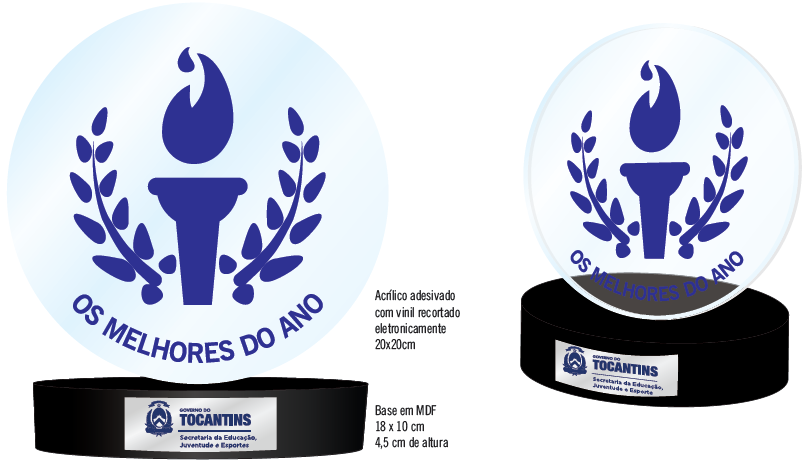 OS MELHORES DO ANO
GOVERNO DO
TOCANTINS
Secretaria da Educação,
Juventude e Esportes
Acrílico adesivado
com vinil recortado
eletronicamente
20x20cm
Base em MDF
18 x 10 cm
4,5 cm de altura
OS MELHORES DO ANO
GOVERNO DO
TOCANTINS
Secretaria da Educação,
Juventude e Esporte